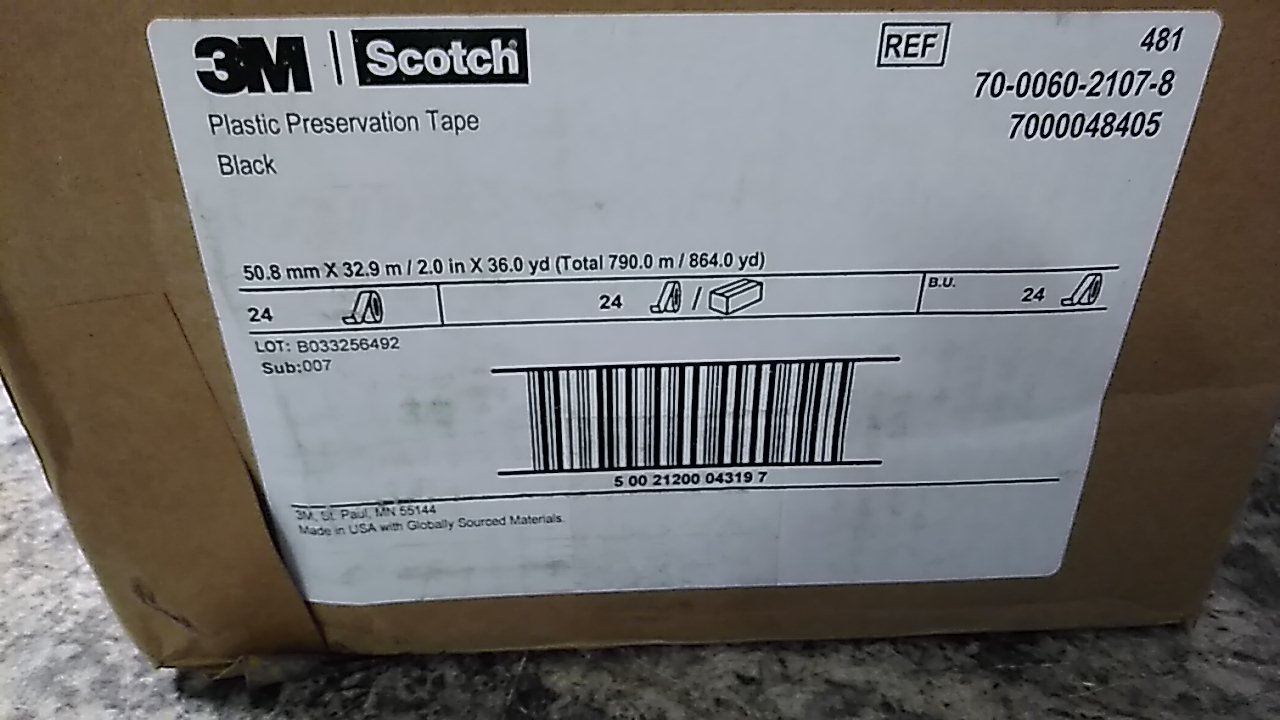 3M | Scotch®
REF 481
70-0060-2107-8
7000048405
Plastic Preservation Tape
Black
50.8 mm X 32.9 m / 2.0 in X 36.0 yd (Total 790.0 m / 864.0 yd)
24 24 / B.U. 24
LOT: B033256492
Sub:007
5 00 21200 04319 7
3M, St. Paul, MN 55144
Made in USA with Globally Sourced Materials.